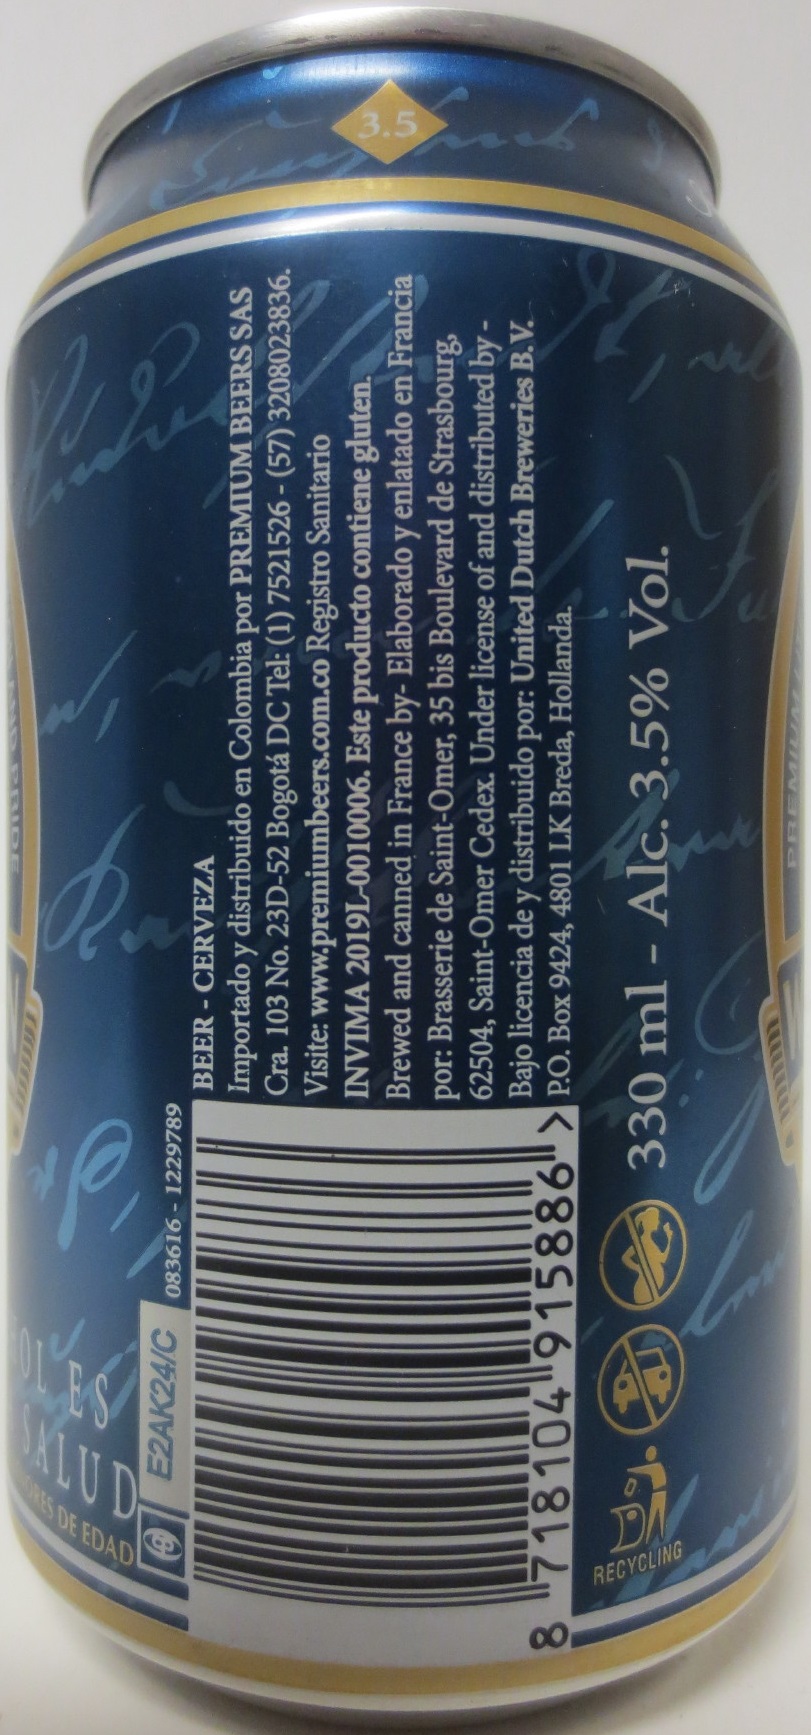 3.5
BEER - CERVEZA
Importado y distribuido en Colombia por PREMIUM BEERS SAS
Cra. 103 No. 23D-52 Bogotá DC Tel: (1) 7521526 - (57) 3208023836.
Visite: www.premiumbeers.com.co Registro Sanitario
INVIMA 2019L-0010006. Este producto contiene gluten.
Brewed and canned in France by- Elaborado y enlatado en Francia
por: Brasserie de Saint-Omer, 35 bis Boulevard de Strasbourg,
62504, Saint-Omer Cedex. Under license of and distributed by -
Bajo licencia de y distribuido por: United Dutch Breweries B.V.
P.O. Box 9424, 4801 LK Breda, Hollanda.
330 ml - Alc. 3.5% Vol.
083616 - 1229789
E2AK24/C
8 718104 915886 >
RECYCLING
ES
SALUD
DE EDAD
PRIDE
PREMIUM